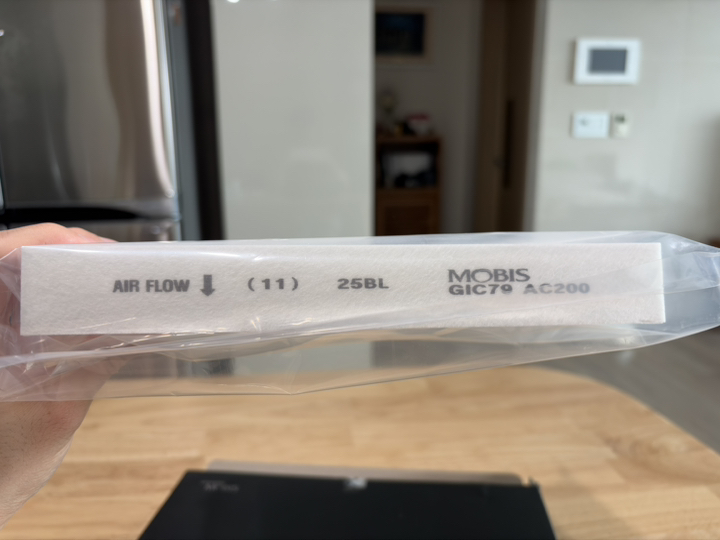 AIR FLOW ↓ (11) 25BL
MOBIS
GIC79 AC200